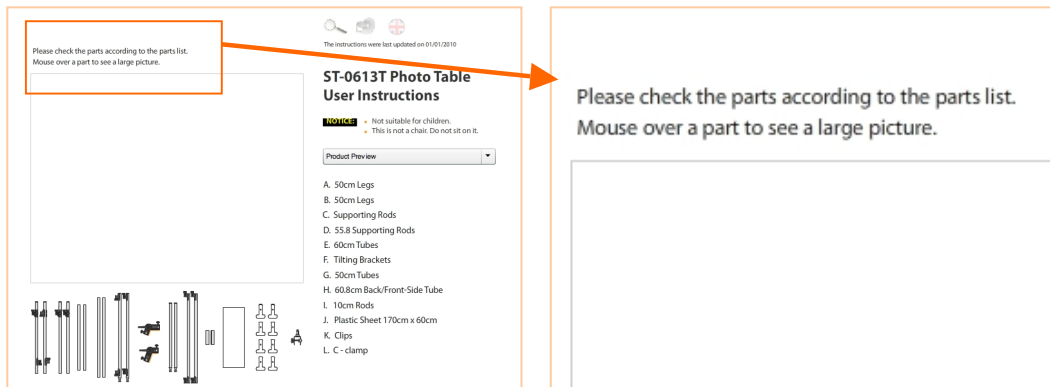 Please check the parts according to the parts list.
Mouse over a part to see a large picture.
The instructions were last updated on 01/01/2010
ST-0613T Photo Table
User Instructions
NOTICE:
• Not suitable for children.
• This is not a chair. Do not sit on it.
Product Preview
A. 50cm Legs
B. 50cm Legs
C. Supporting Rods
D. 55.8 Supporting Rods
E. 60cm Tubes
F. Tilting Brackets
G. 50cm Tubes
H. 60.8cm Back/Front-Side Tube
I. 10cm Rods
J. Plastic Sheet 170cm x 60cm
K. Clips
L. C - clamp
Please check the parts according to the parts list.
Mouse over a part to see a large picture.